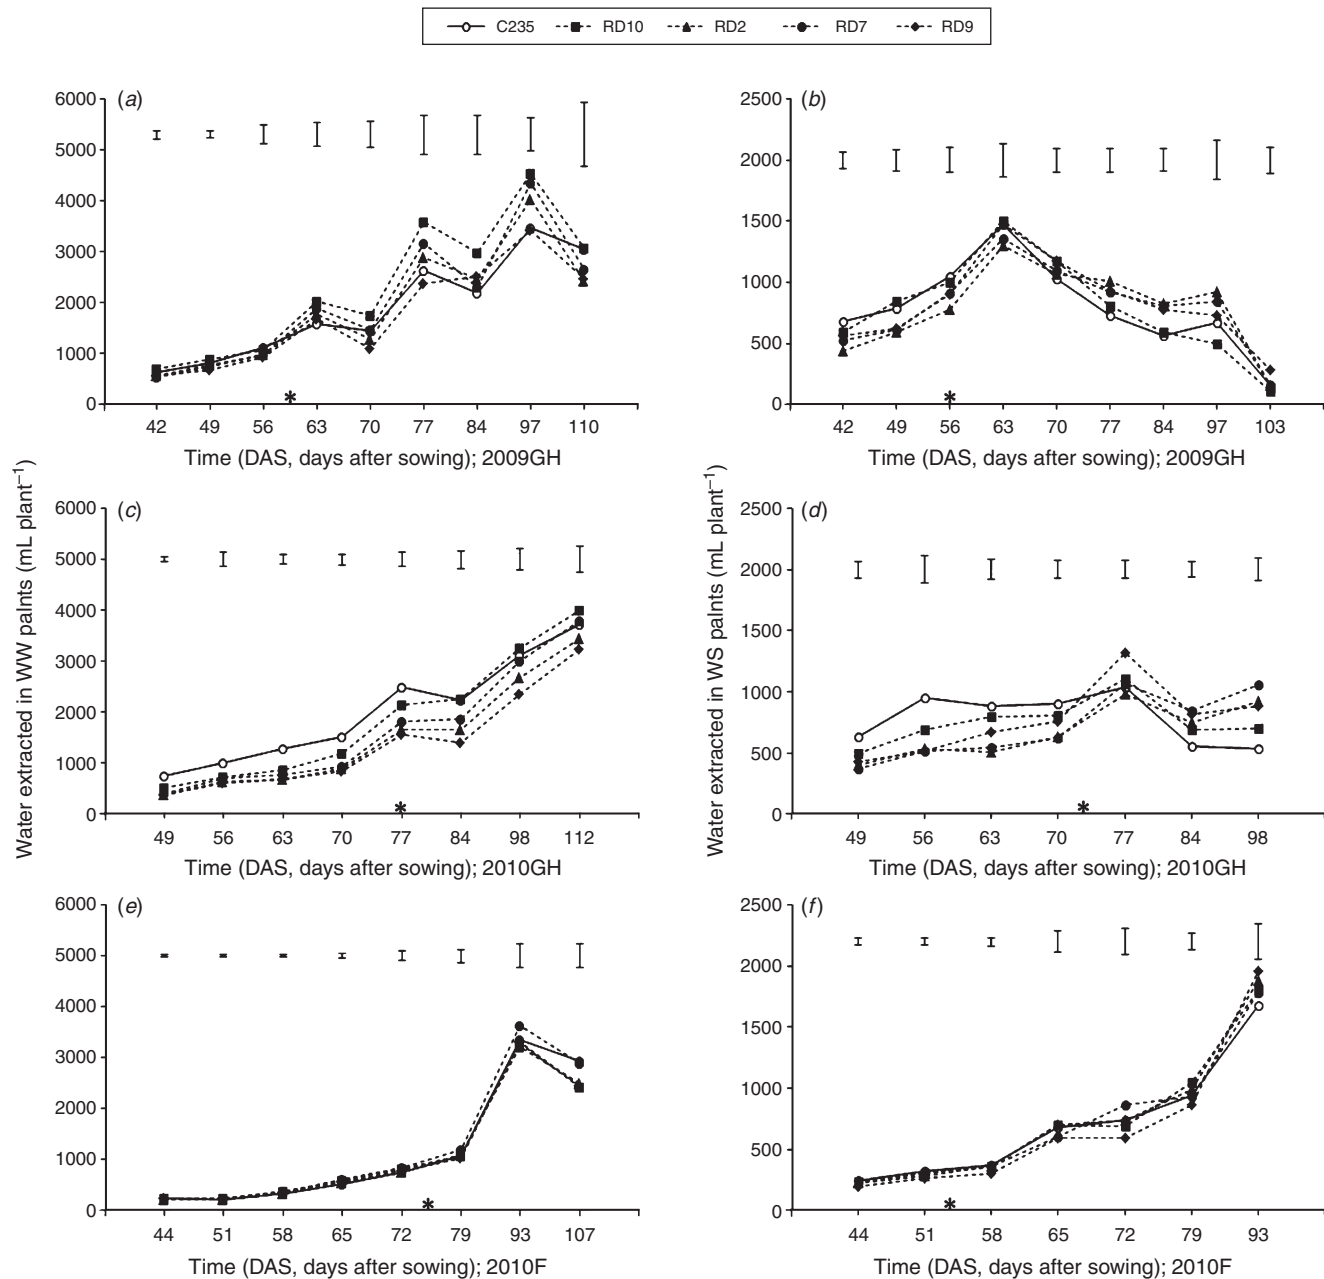 C235 RD10 RD2 RD7 RD9
(a)
6000
5000
4000
3000
2000
1000
0
42 49 56 63 70 77 84 97 110
Time (DAS, days after sowing); 2009GH
(b)
2500
2000
1500
1000
500
0
42 49 56 63 70 77 84 97 103
Time (DAS, days after sowing); 2009GH
Water extracted in WW palnts (mL plant⁻¹)
(c)
6000
5000
4000
3000
2000
1000
0
49 56 63 70 77 84 98 112
Time (DAS, days after sowing); 2010GH
Water extracted in WS palnts (mL plant⁻¹)
(d)
2500
2000
1500
1000
500
0
49 56 63 70 77 84 98
Time (DAS, days after sowing); 2010GH
(e)
6000
5000
4000
3000
2000
1000
0
44 51 58 65 72 79 93 107
Time (DAS, days after sowing); 2010F
(f)
2500
2000
1500
1000
500
0
44 51 58 65 72 79 93
Time (DAS, days after sowing); 2010F